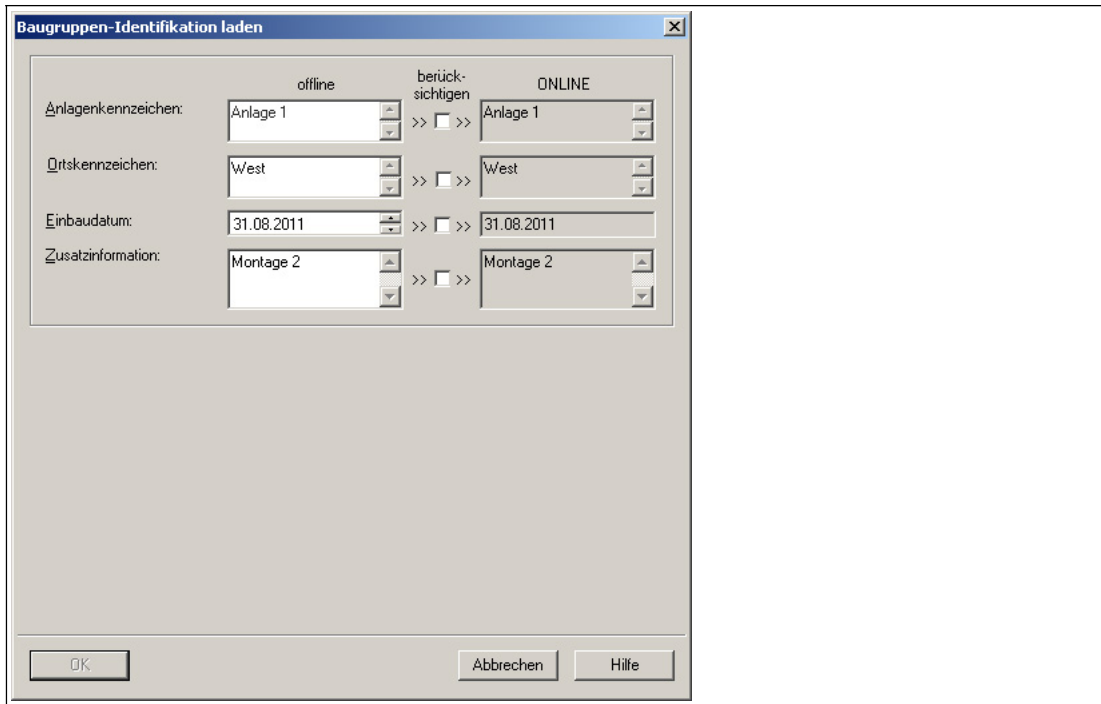 Baugruppen-Identifikation laden
offline berück-sichtigen ONLINE
Anlagenkennzeichen: Anlage 1 >> >> Anlage 1
Ortskennzeichen: West >> >> West
Einbaudatum: 31.08.2011 >> >> 31.08.2011
Zusatzinformation: Montage 2 >> >> Montage 2
OK Abbrechen Hilfe